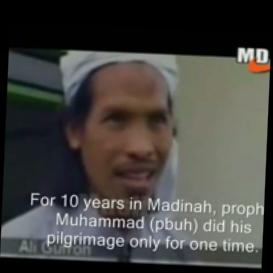 MD
For 10 years in Madinah, proph
Muhammad (pbuh) did his
pilgrimage only for one time.
Ali Gufron